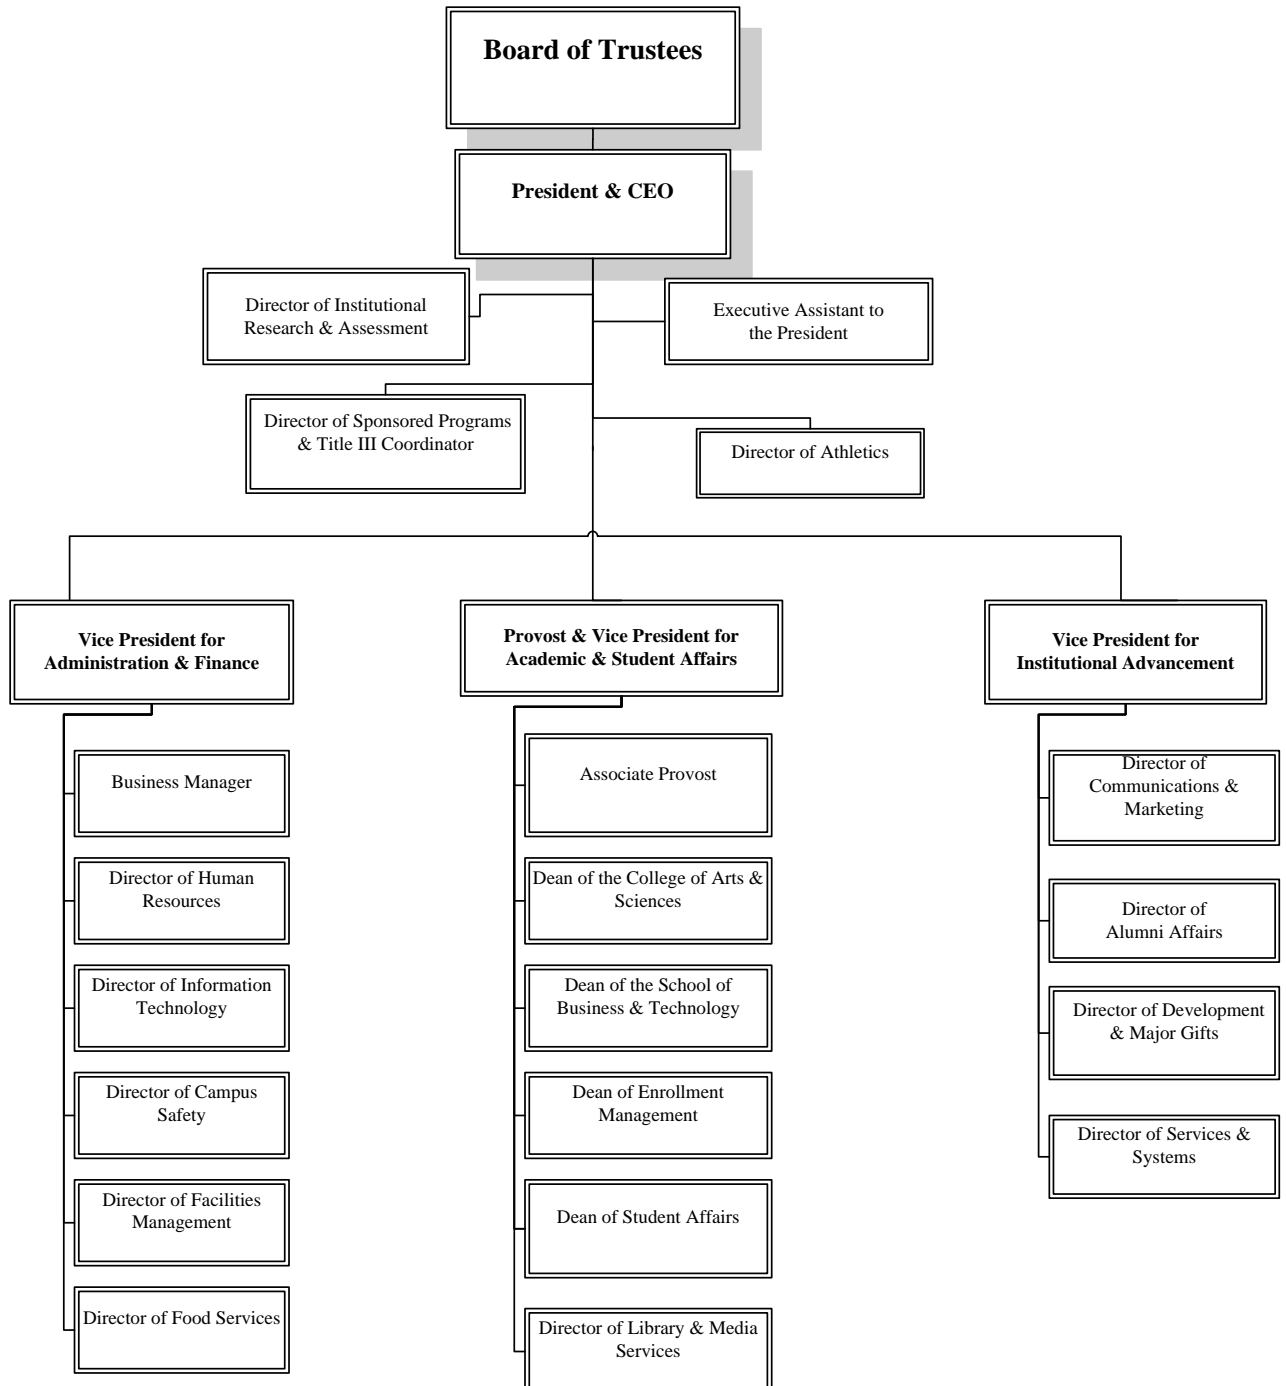 Board of Trustees
President & CEO
Director of Institutional
Research & Assessment
Executive Assistant to
the President
Director of Sponsored Programs
& Title III Coordinator
Director of Athletics
Vice President for
Administration & Finance
Provost & Vice President for
Academic & Student Affairs
Vice President for
Institutional Advancement
Business Manager
Director of Human
Resources
Director of Information
Technology
Director of Campus
Safety
Director of Facilities
Management
Director of Food Services
Associate Provost
Dean of the College of Arts &
Sciences
Dean of the School of
Business & Technology
Dean of Enrollment
Management
Dean of Student Affairs
Director of Library & Media
Services
Director of
Communications &
Marketing
Director of
Alumni Affairs
Director of Development
& Major Gifts
Director of Services &
Systems